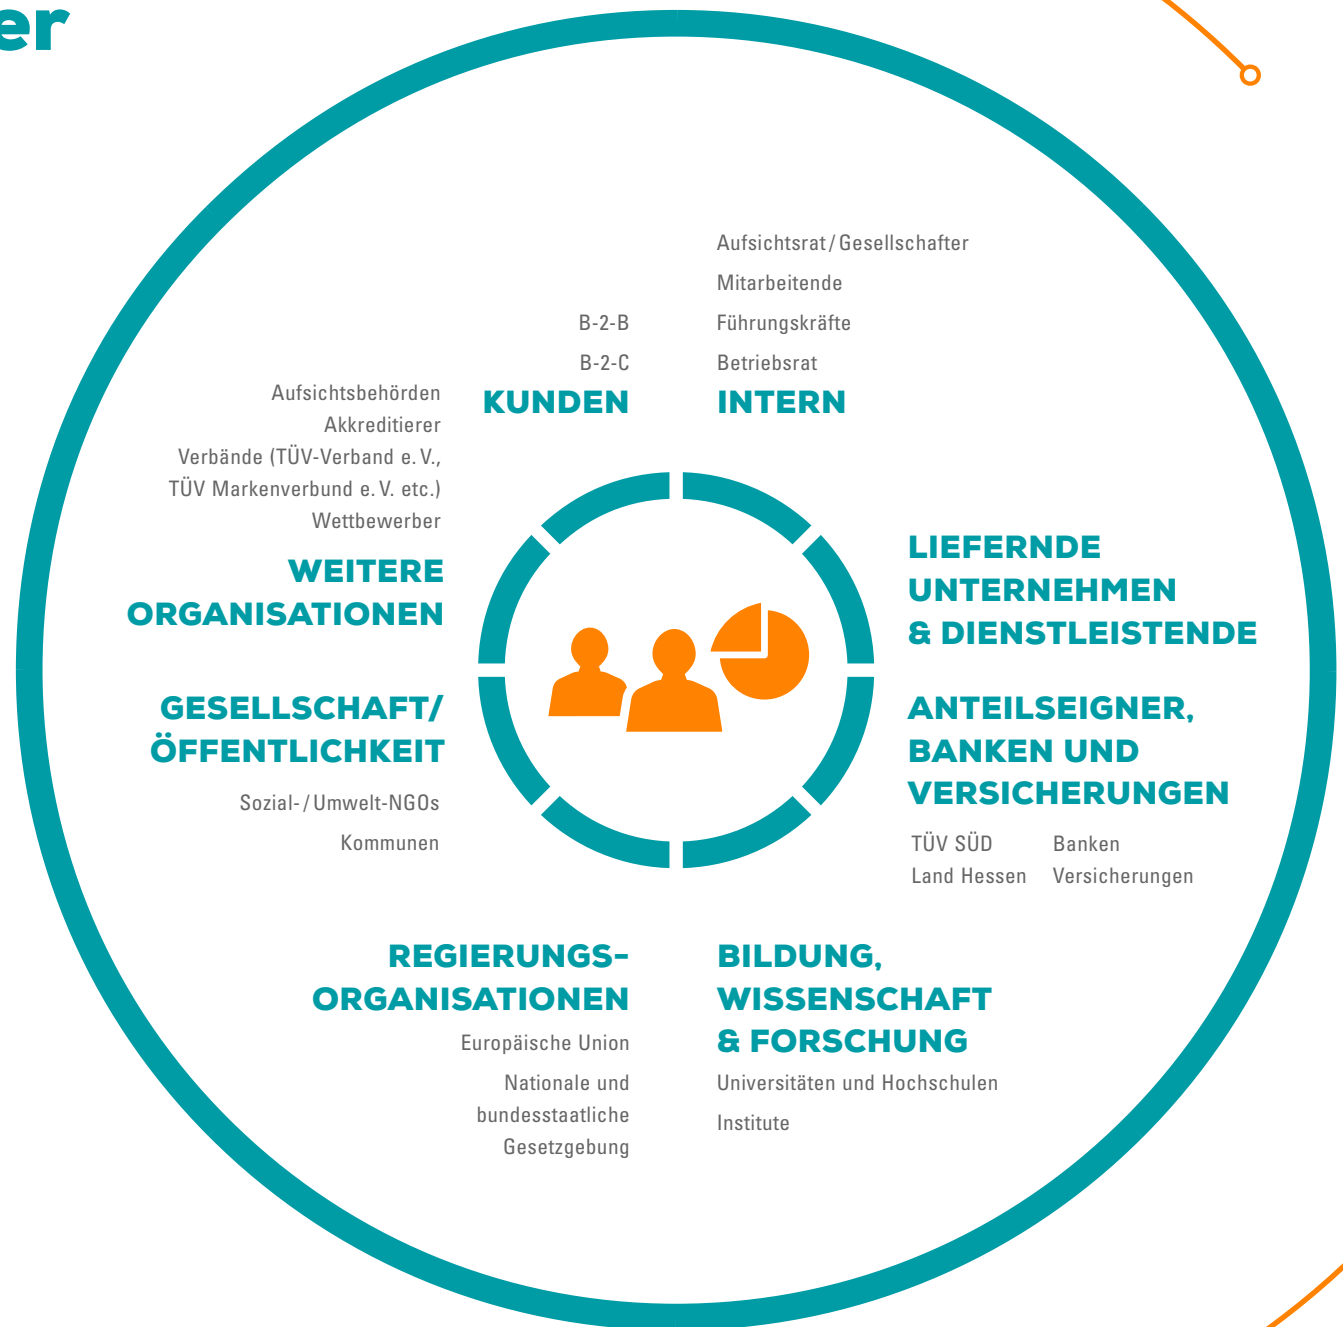 er
Aufsichtsrat/Gesellschafter
Mitarbeitende
Führungskräfte
Betriebsrat
INTERN
B-2-B
B-2-C
KUNDEN
Aufsichtsbehörden
Akkreditierer
Verbände (TÜV-Verband e. V.,
TÜV Markenverbund e. V. etc.)
Wettbewerber
WEITERE
ORGANISATIONEN
LIEFERNDE
UNTERNEHMEN
& DIENSTLEISTENDE
GESELLSCHAFT/
ÖFFENTLICHKEIT
Sozial-/Umwelt-NGOs
Kommunen
ANTEILSEIGNER,
BANKEN UND
VERSICHERUNGEN
TÜV SÜD
Land Hessen
Banken
Versicherungen
REGIERUNGS-
ORGANISATIONEN
Europäische Union
Nationale und
bundesstaatliche
Gesetzgebung
BILDUNG,
WISSENSCHAFT
& FORSCHUNG
Universitäten und Hochschulen
Institute